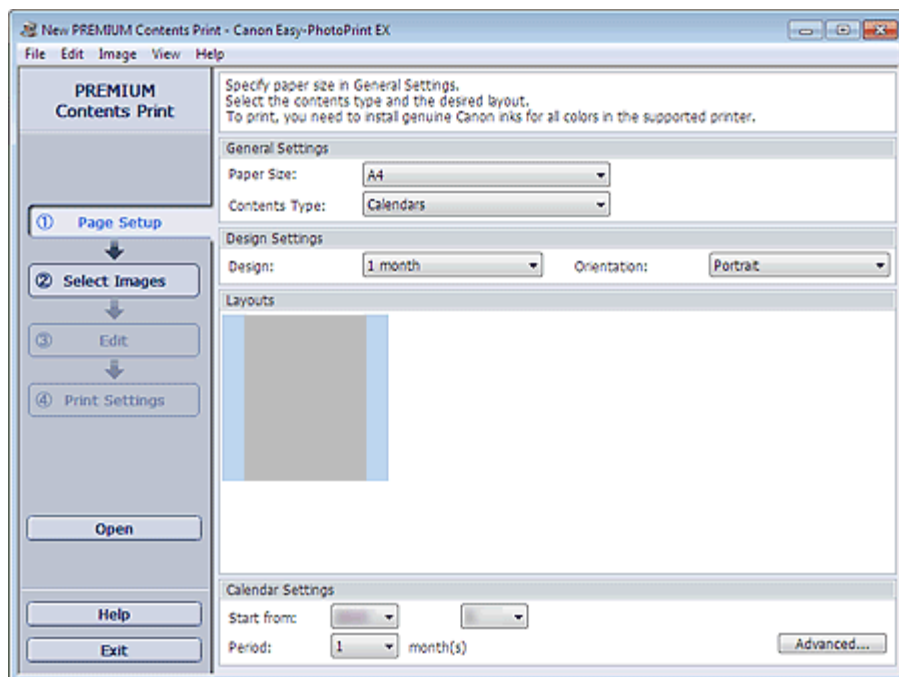 New PREMIUM Contents Print - Canon Easy-PhotoPrint EX
File Edit Image View Help
PREMIUM
Contents Print
① Page Setup
② Select Images
③ Edit
④ Print Settings
Open
Help
Exit
Specify paper size in General Settings.
Select the contents type and the desired layout.
To print, you need to install genuine Canon inks for all colors in the supported printer.
General Settings
Paper Size: A4
Contents Type: Calendars
Design Settings
Design: 1 month Orientation: Portrait
Layouts
Calendar Settings
Start from:
Period: 1 month(s) Advanced...